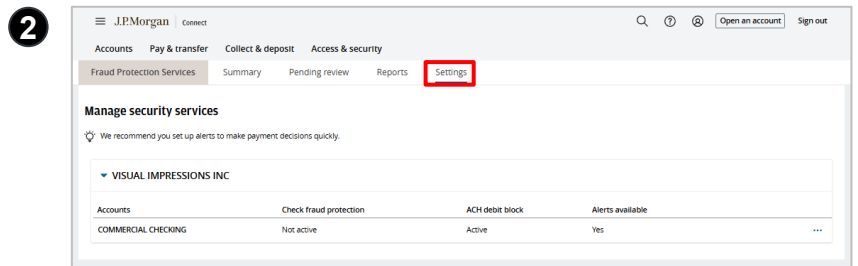 2
J.P.Morgan | Connect Open an account Sign out
Accounts Pay & transfer Collect & deposit Access & security
Fraud Protection Services Summary Pending review Reports Settings
Manage security services
We recommend you set up alerts to make payment decisions quickly.
VISUAL IMPRESSIONS INC
Accounts Check fraud protection ACH debit block Alerts available
COMMERCIAL CHECKING Not active Active Yes ...